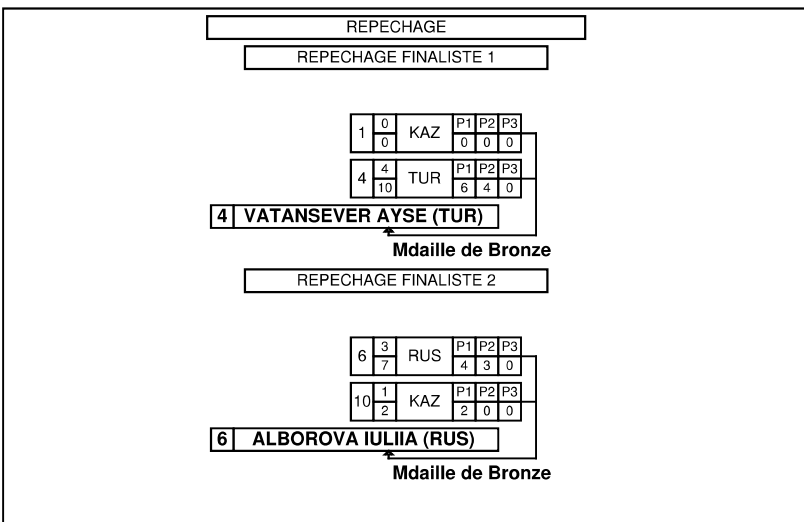 REPECHAGE
REPECHAGE FINALISTE 1
1 0 KAZ P1 P2 P3
0 0 0 0
4 4 TUR P1 P2 P3
10 6 4 0
4 VATANSEVER AYSE (TUR)
Mdaille de Bronze
REPECHAGE FINALISTE 2
6 3 RUS P1 P2 P3
7 4 3 0
10 1 KAZ P1 P2 P3
2 2 0 0
6 ALBOROVA IULIIA (RUS)
Mdaille de Bronze